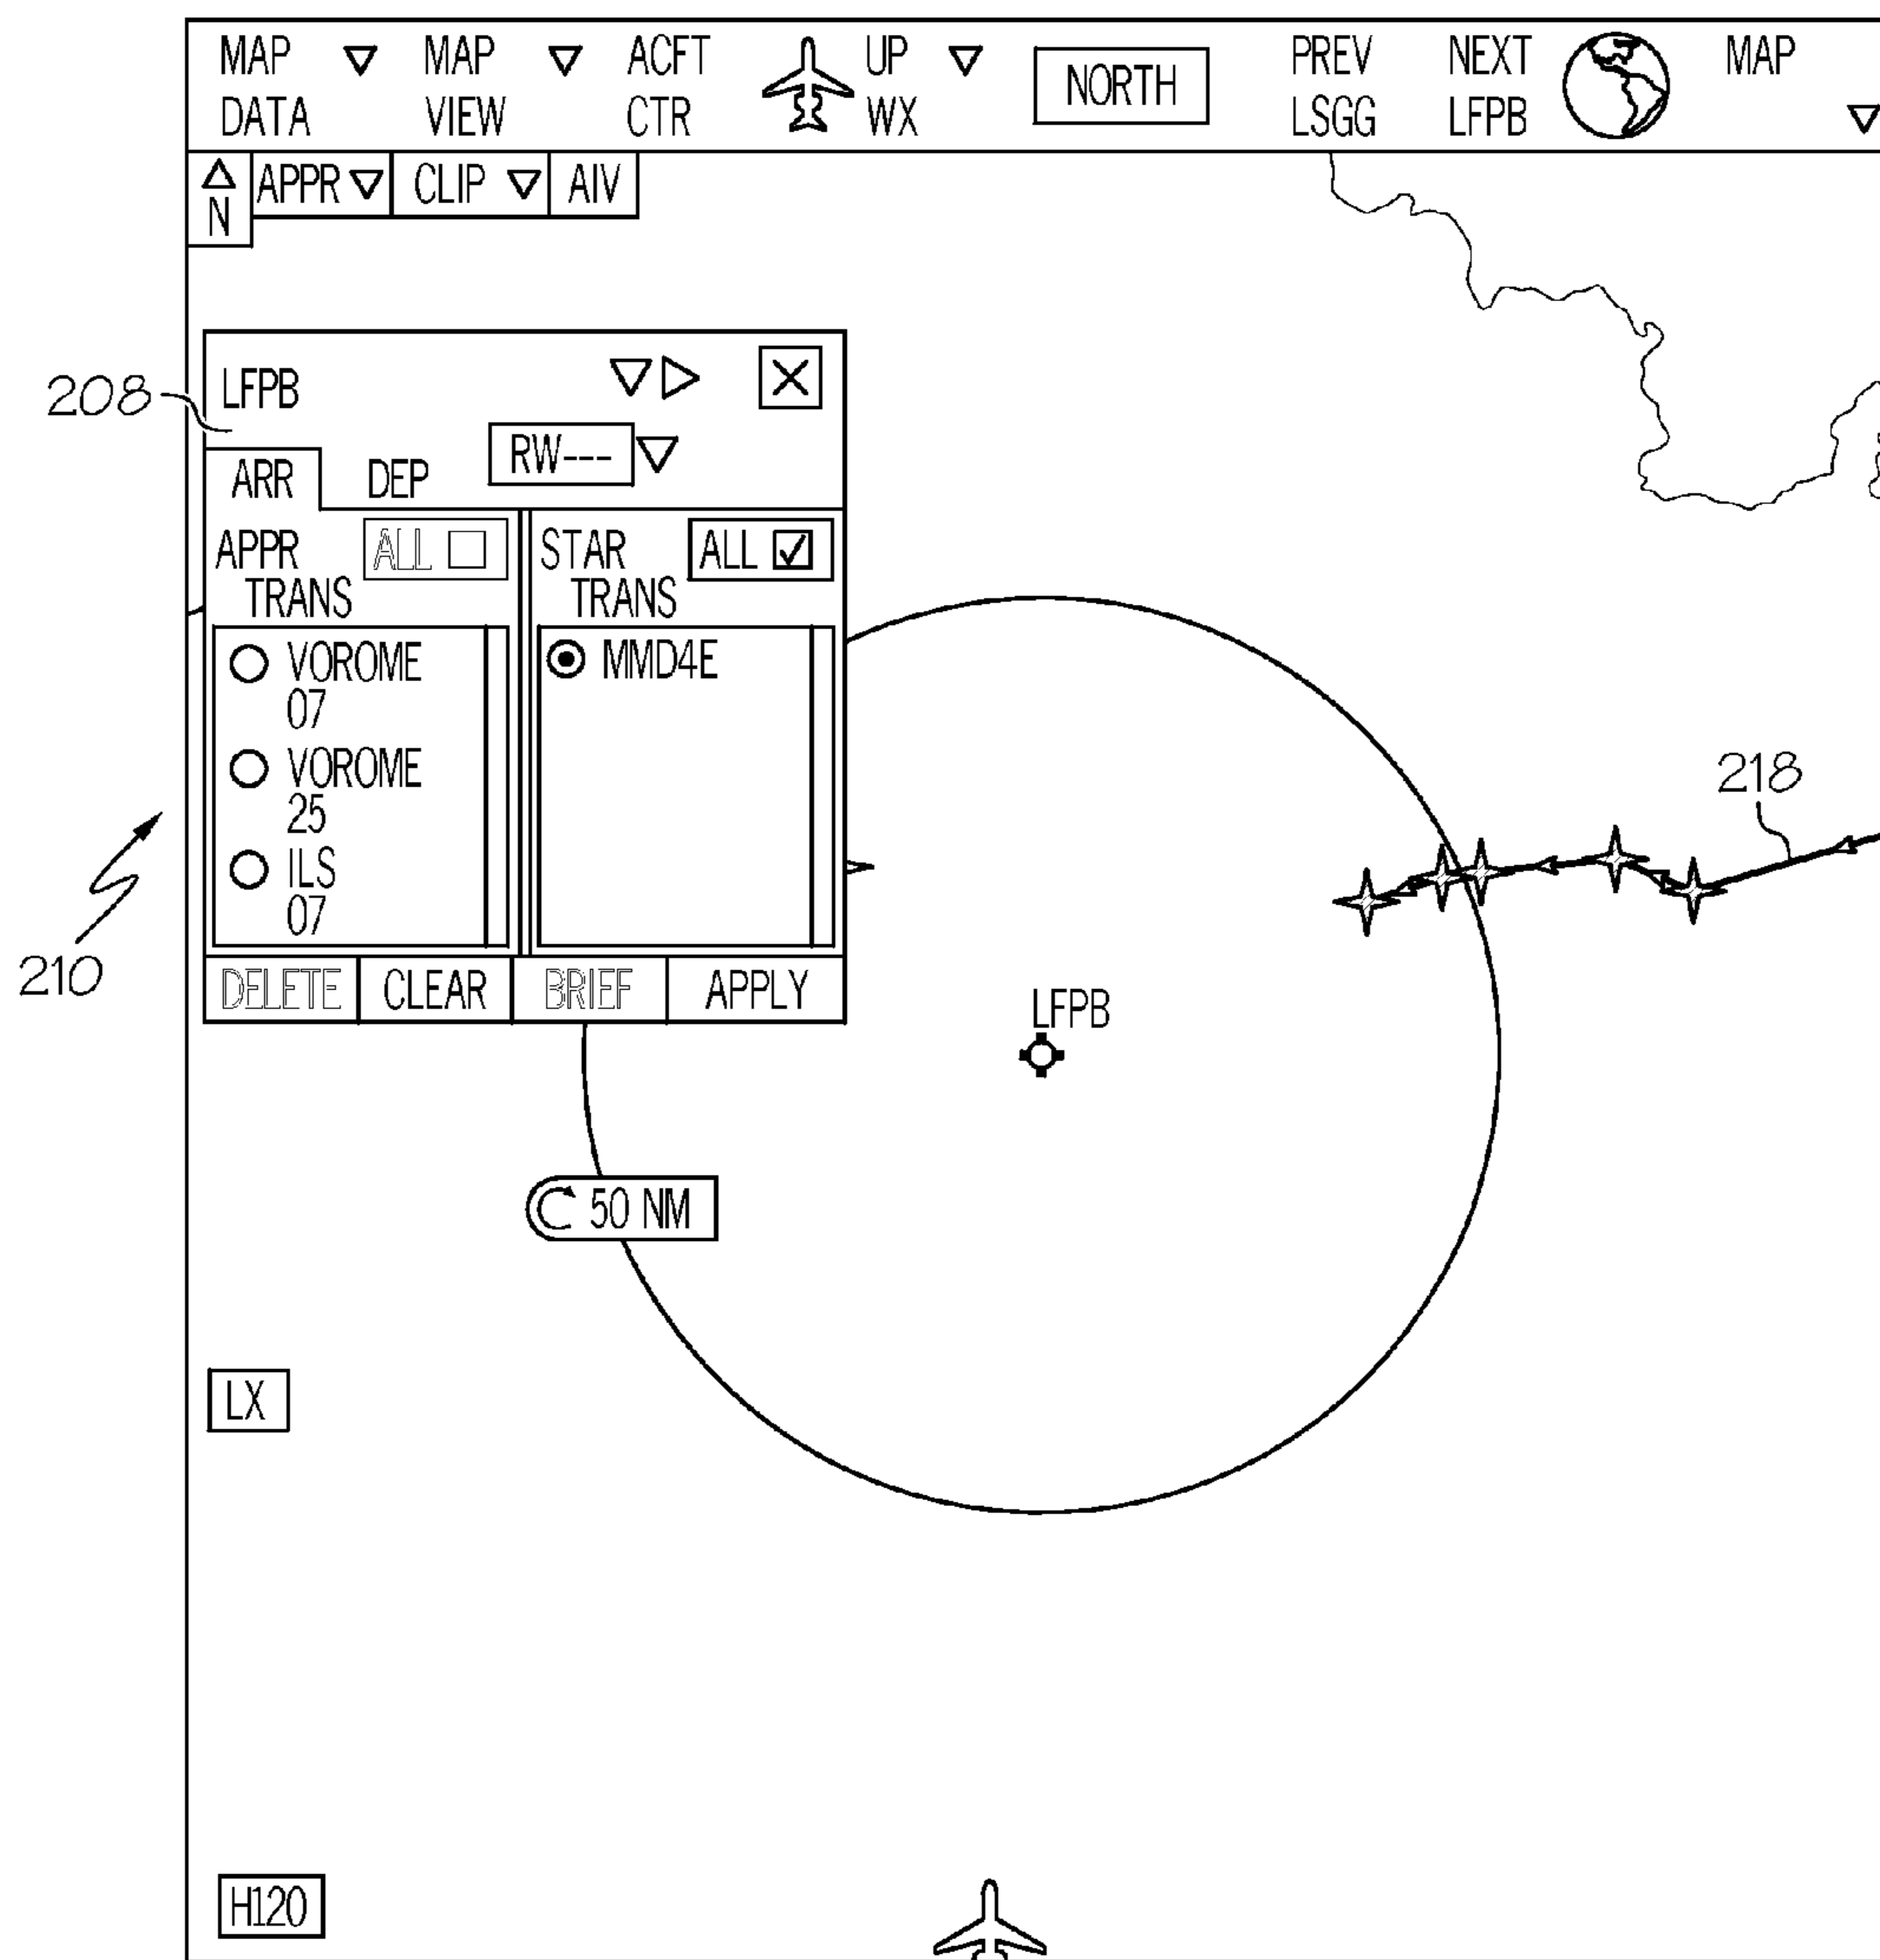 MAP MAP ACFT UP NORTH PREV NEXT MAP
DATA VIEW CTR WX LSGG LFPB
N APPR CLIP AIV
208
LFPB
RW---
ARR DEP
APPR ALL STAR ALL
TRANS TRANS
VOROME MMD4E
07
VOROME
25
ILS
07
DELETE CLEAR BRIEF APPLY
210
218
LFPB
50 NM
LX
H120